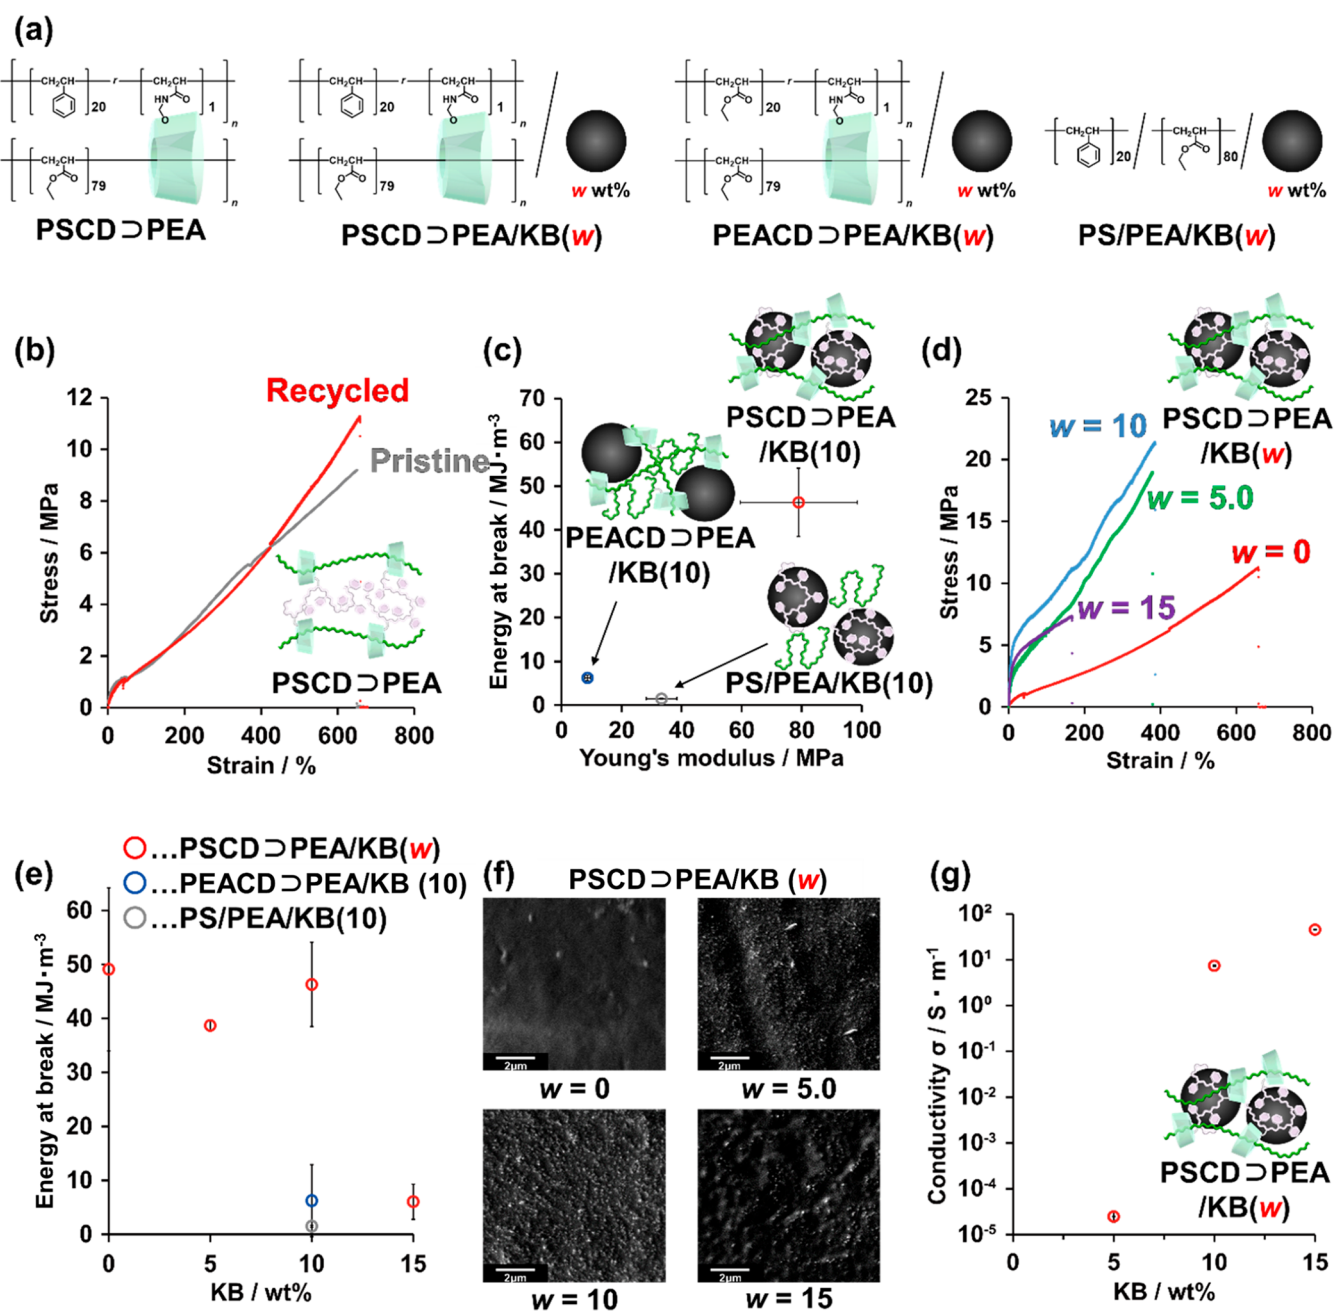 (a)
CH₂CH
20
r
CH₂CH
HN
O
O
1
n
CH₂CH
O
O
79
n
PSCD⊃PEA
CH₂CH
20
r
CH₂CH
HN
O
O
1
n
CH₂CH
O
O
79
n
w wt%
PSCD⊃PEA/KB(w)
CH₂CH
O
O
20
r
CH₂CH
HN
O
O
1
n
CH₂CH
O
O
79
n
w wt%
PEACD⊃PEA/KB(w)
CH₂CH
20
CH₂CH
O
O
80
w wt%
PS/PEA/KB(w)
(b)
Recycled
Pristine
PSCD⊃PEA
Stress / MPa
12
10
8
6
4
2
0
0 200 400 600 800
Strain / %
(c)
PSCD⊃PEA
/KB(10)
PEACD⊃PEA
/KB(10)
PS/PEA/KB(10)
Energy at break / MJ·m⁻³
70
60
50
40
30
20
10
0
0 20 40 60 80 100
Young's modulus / MPa
(d)
PSCD⊃PEA
/KB(w)
w = 10
w = 5.0
w = 0
w = 15
Stress / MPa
25
20
15
10
5
0
0 200 400 600 800
Strain / %
(e)
...PSCD⊃PEA/KB(w)
...PEACD⊃PEA/KB (10)
...PS/PEA/KB(10)
Energy at break / MJ·m⁻³
60
50
40
30
20
10
0
0 5 10 15
KB / wt%
(f)
PSCD⊃PEA/KB (w)
2μm
w = 0
2μm
w = 5.0
2μm
w = 10
2μm
w = 15
(g)
Conductivity σ / S·m⁻¹
10²
10¹
10⁰
10⁻¹
10⁻²
10⁻³
10⁻⁴
10⁻⁵
PSCD⊃PEA
/KB(w)
0 5 10 15
KB / wt%